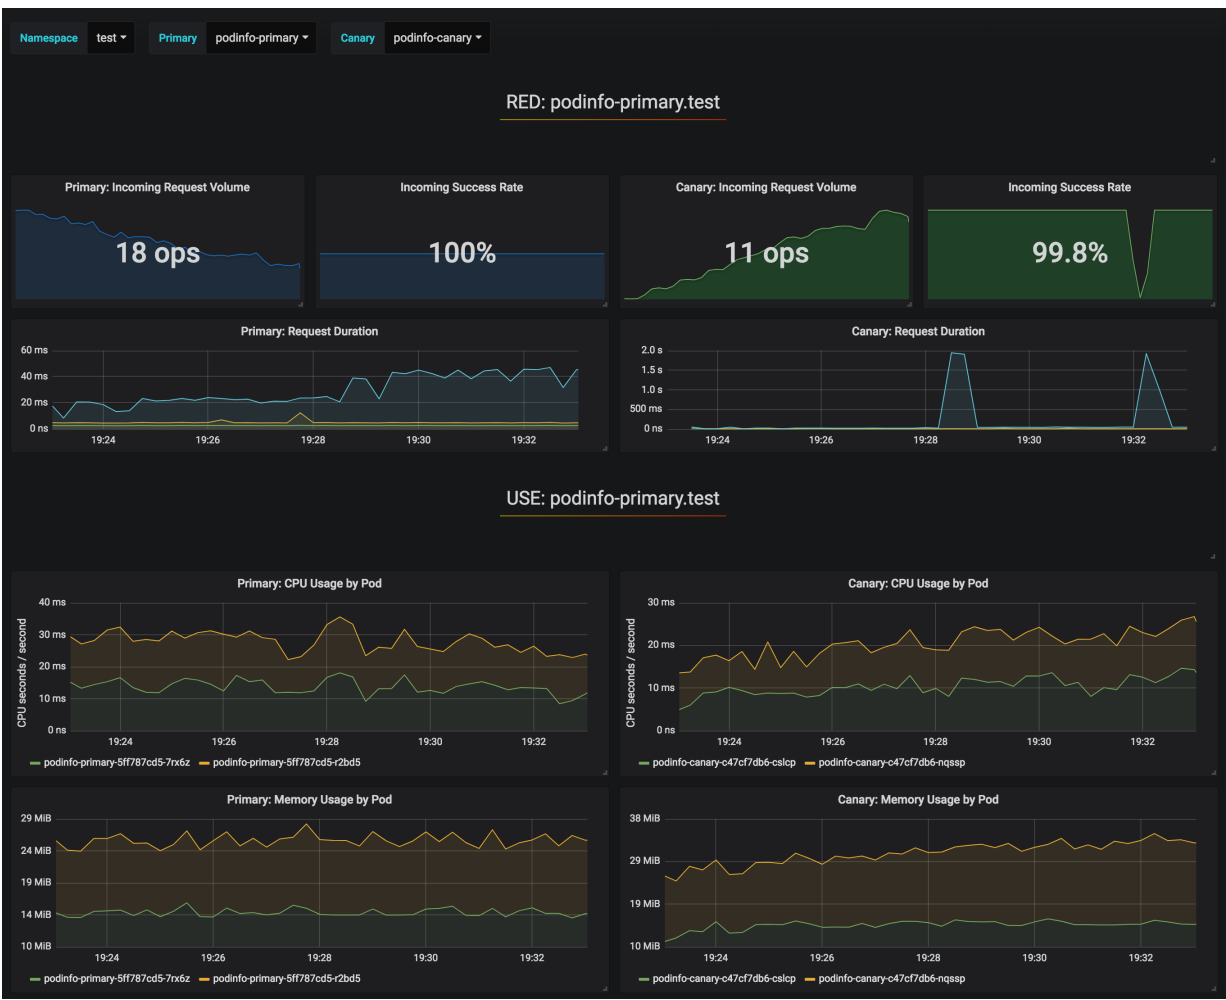 Namespace test Primary podinfo-primary Canary podinfo-canary
RED: podinfo-primary.test
Primary: Incoming Request Volume
18 ops
Incoming Success Rate
100%
Canary: Incoming Request Volume
11 ops
Incoming Success Rate
99.8%
Primary: Request Duration
60 ms
40 ms
20 ms
0 ns
19:24 19:26 19:28 19:30 19:32
Canary: Request Duration
2.0 s
1.5 s
1.0 s
500 ms
0 ns
19:24 19:26 19:28 19:30 19:32
USE: podinfo-primary.test
Primary: CPU Usage by Pod
CPU seconds / second
40 ms
30 ms
20 ms
10 ms
0 ns
19:24 19:26 19:28 19:30 19:32
podinfo-primary-5ff787cd5-7rx6z podinfo-primary-5ff787cd5-r2bd5
Canary: CPU Usage by Pod
CPU seconds / second
30 ms
20 ms
10 ms
0 ns
19:24 19:26 19:28 19:30 19:32
podinfo-canary-c47cf7db6-cslcp podinfo-canary-c47cf7db6-nqssp
Primary: Memory Usage by Pod
29 MiB
24 MiB
19 MiB
14 MiB
10 MiB
19:24 19:26 19:28 19:30 19:32
podinfo-primary-5ff787cd5-7rx6z podinfo-primary-5ff787cd5-r2bd5
Canary: Memory Usage by Pod
38 MiB
29 MiB
19 MiB
10 MiB
19:24 19:26 19:28 19:30 19:32
podinfo-canary-c47cf7db6-cslcp podinfo-canary-c47cf7db6-nqssp